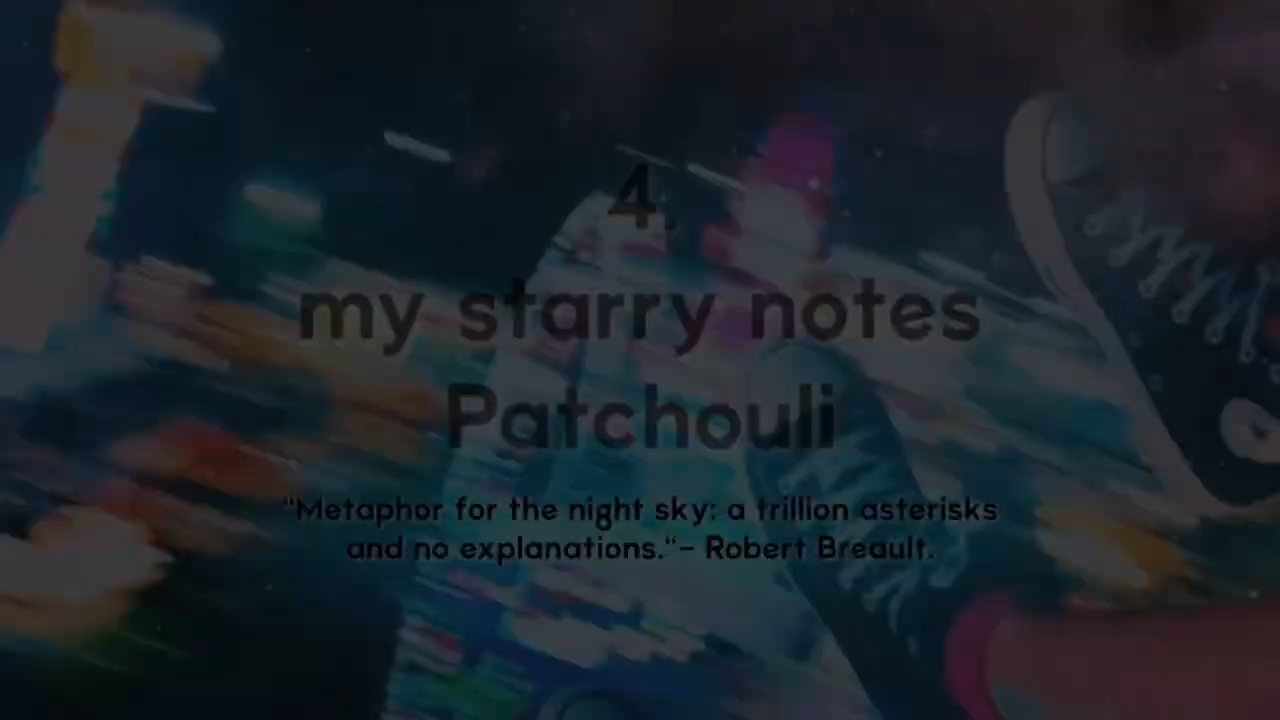 4.
my starry notes
Patchouli
"Metaphor for the night sky: a trillion asterisks
and no explanations."- Robert Breault.